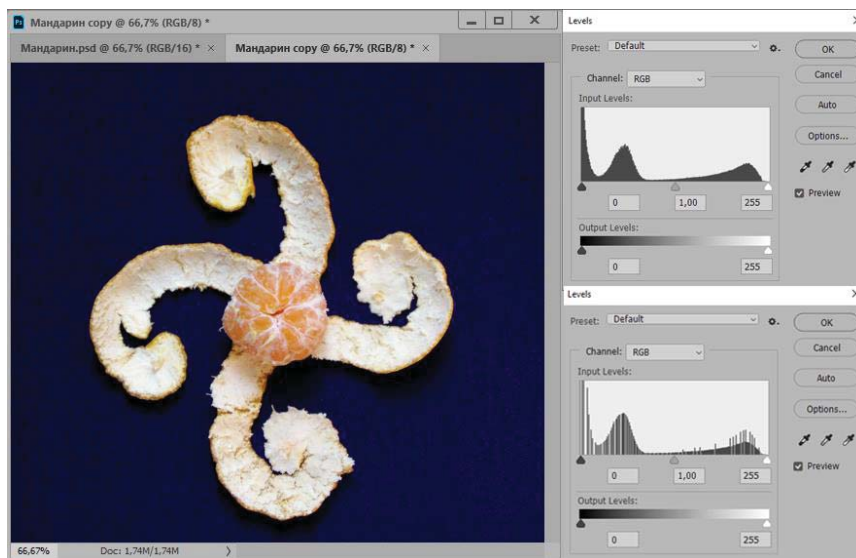 Ps Мандарин copy @ 66,7% (RGB/8) *
Мандарин.psd @ 66,7% (RGB/16) * × Мандарин copy @ 66,7% (RGB/8) * ×
66,67% Doc: 1,74M/1,74M
Levels
Preset: Default
OK
Channel: RGB
Cancel
Input Levels:
Auto
Options...
Preview
0 1,00 255
Output Levels:
0 255
Levels
Preset: Default
OK
Channel: RGB
Cancel
Input Levels:
Auto
Options...
Preview
0 1,00 255
Output Levels:
0 255